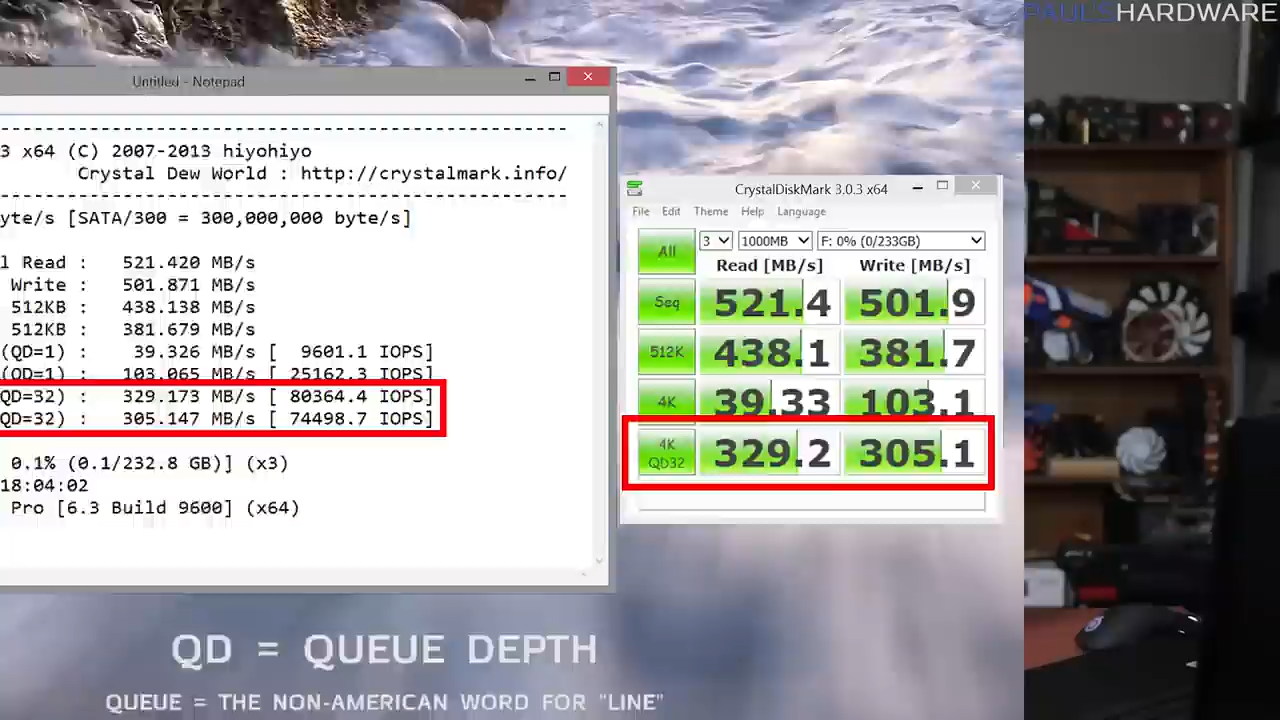 PAUL'SHARDWARE
Untitled - Notepad
3 x64 (C) 2007-2013 hiyohiyo
Crystal Dew World : http://crystalmark.info/
yte/s [SATA/300 = 300,000,000 byte/s]
l Read : 521.420 MB/s
Write : 501.871 MB/s
512KB : 438.138 MB/s
512KB : 381.679 MB/s
(QD=1) : 39.326 MB/s [ 9601.1 IOPS]
(QD=1) : 103.065 MB/s [ 25162.3 IOPS]
QD=32) : 329.173 MB/s [ 80364.4 IOPS]
QD=32) : 305.147 MB/s [ 74498.7 IOPS]
0.1% (0.1/232.8 GB)] (x3)
18:04:02
Pro [6.3 Build 9600] (x64)
CrystalDiskMark 3.0.3 x64
File Edit Theme Help Language
All 3 1000MB F: 0% (0/233GB)
Read [MB/s] Write [MB/s]
Seq 521.4 501.9
512K 438.1 381.7
4K 39.33 103.1
4K QD32 329.2 305.1
QD = QUEUE DEPTH
QUEUE = THE NON-AMERICAN WORD FOR "LINE"